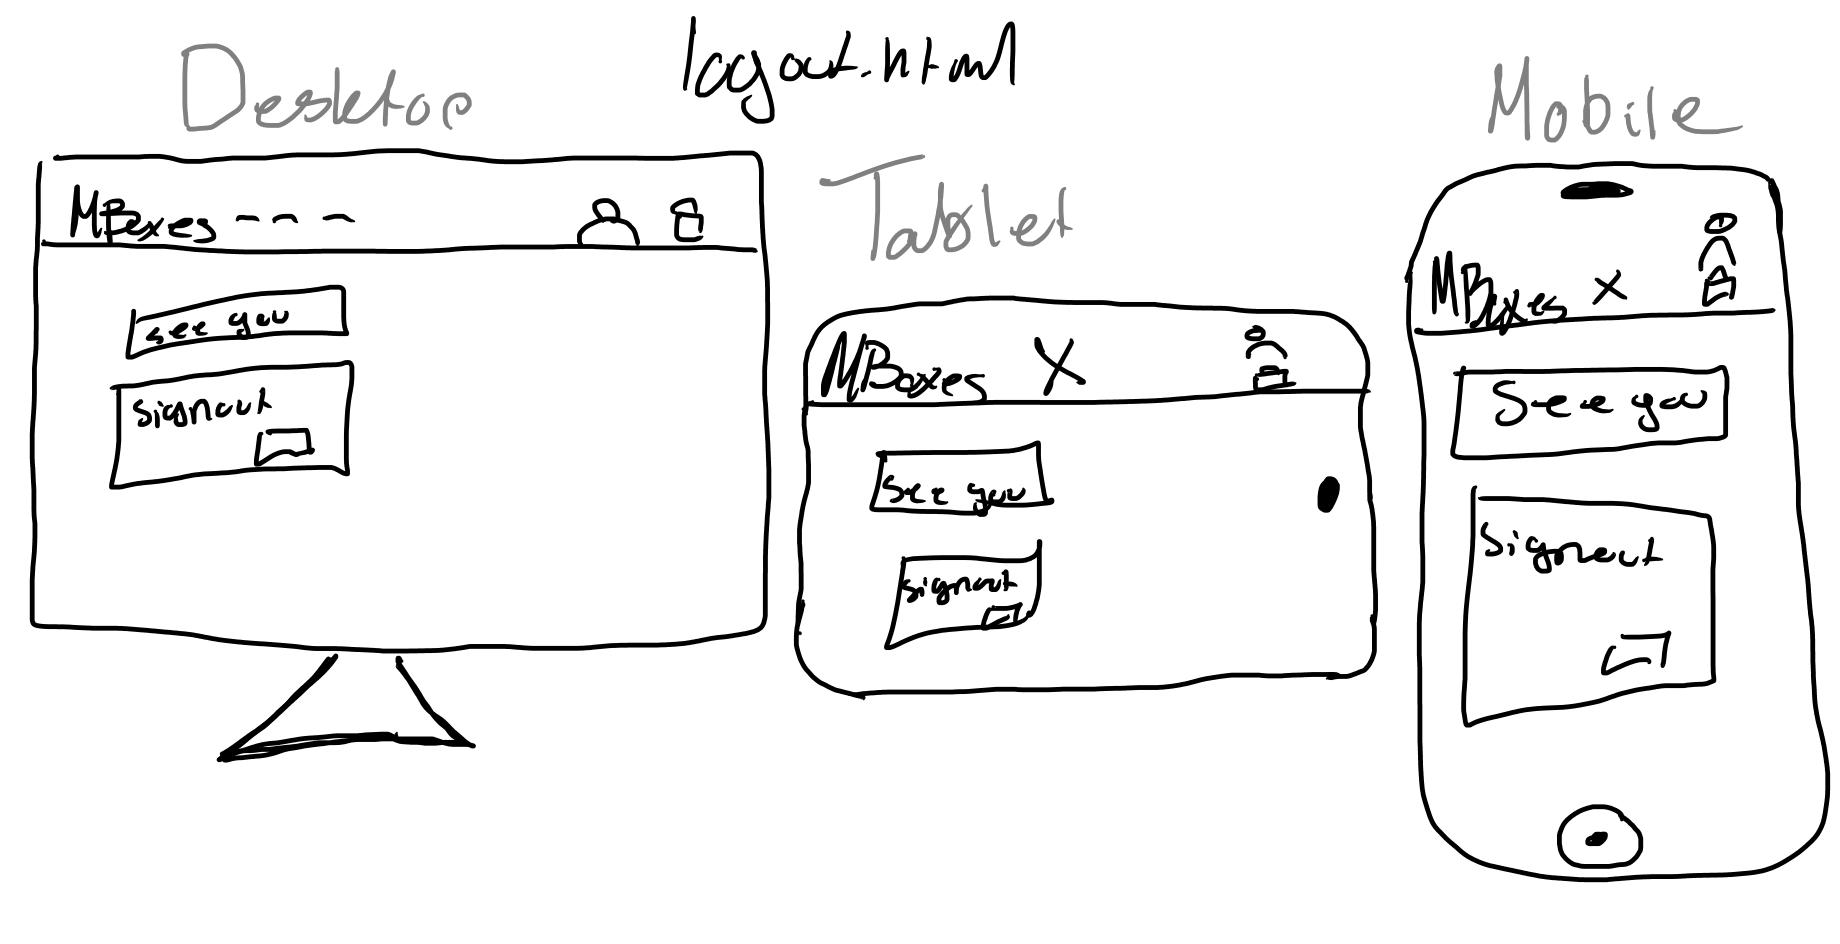 logout.html
Desktop
MBoxes - - -
see you
signout
Tablet
MBoxes X
see you
signout
Mobile
MBoxes x
See you
Signout